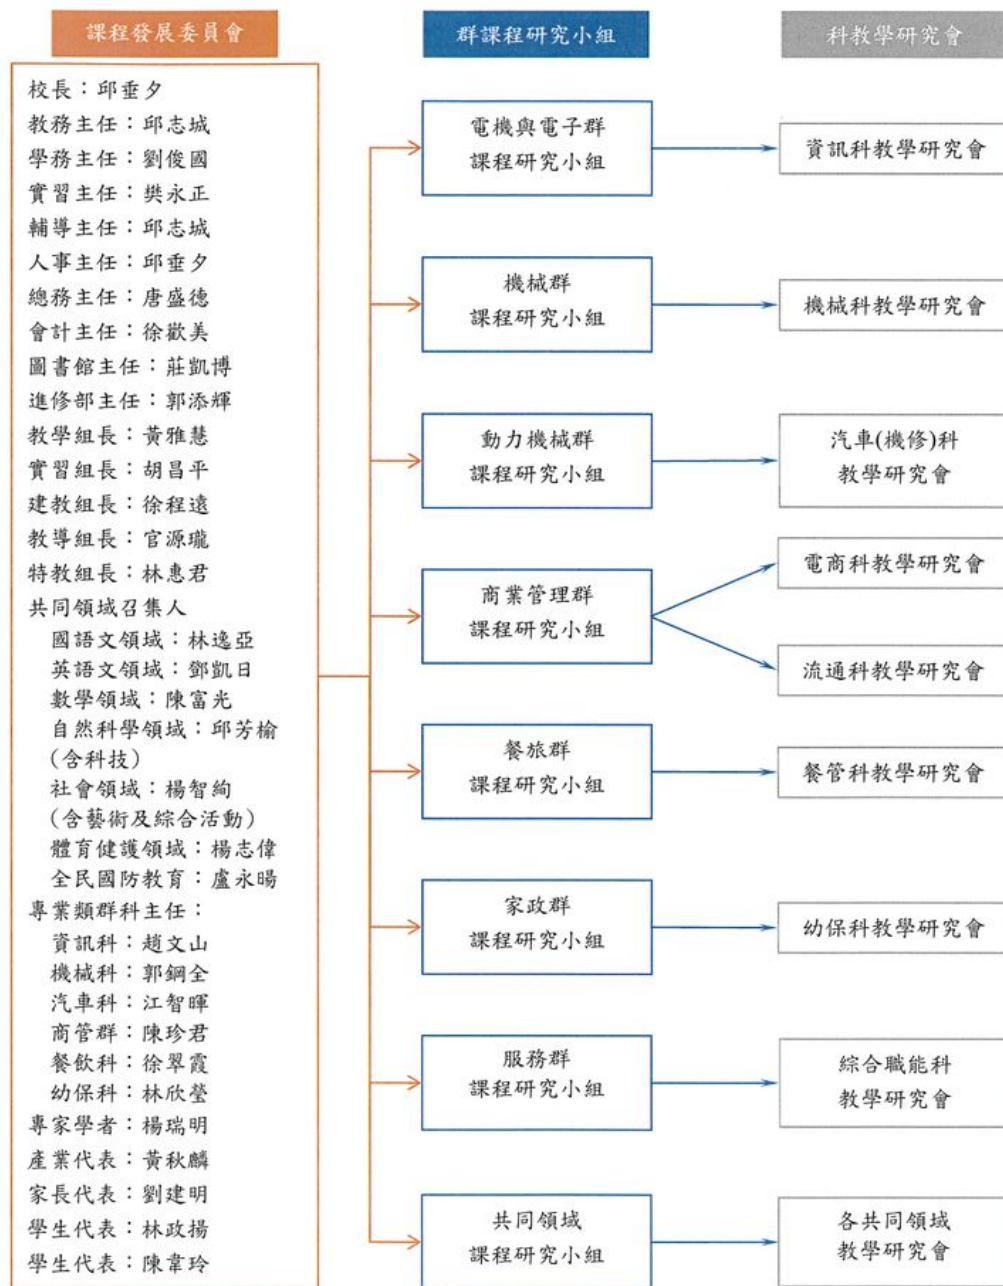 課程發展委員會
校長：邱垂夕
教務主任：邱志城
學務主任：劉俊國
實習主任：樊永正
輔導主任：邱志城
人事主任：邱垂夕
總務主任：唐盛德
會計主任：徐歡美
圖書館主任：莊凱博
進修部主任：郭添輝
教學組長：黃雅慧
實習組長：胡昌平
建教組長：徐程遠
教導組長：官源瓏
特教組長：林惠君
共同領域召集人
國語文領域：林逸亞
英語文領域：鄧凱日
數學領域：陳富光
自然科學領域：邱芳榆
(含科技)
社會領域：楊智絢
(含藝術及綜合活動)
體育健護領域：楊志偉
全民國防教育：盧永暘
專業類群科主任：
資訊科：趙文山
機械科：郭鋼全
汽車科：江智暉
商管群：陳珍君
餐飲科：徐翠霞
幼保科：林欣瑩
專家學者：楊瑞明
產業代表：黃秋麟
家長代表：劉建明
學生代表：林政揚
學生代表：陳韋玲
群課程研究小組
電機與電子群
課程研究小組
機械群
課程研究小組
動力機械群
課程研究小組
商業管理群
課程研究小組
餐旅群
課程研究小組
家政群
課程研究小組
服務群
課程研究小組
共同領域
課程研究小組
科教學研究會
資訊科教學研究會
機械科教學研究會
汽車(機修)科
教學研究會
電商科教學研究會
流通科教學研究會
餐管科教學研究會
幼保科教學研究會
綜合職能科
教學研究會
各共同領域
教學研究會